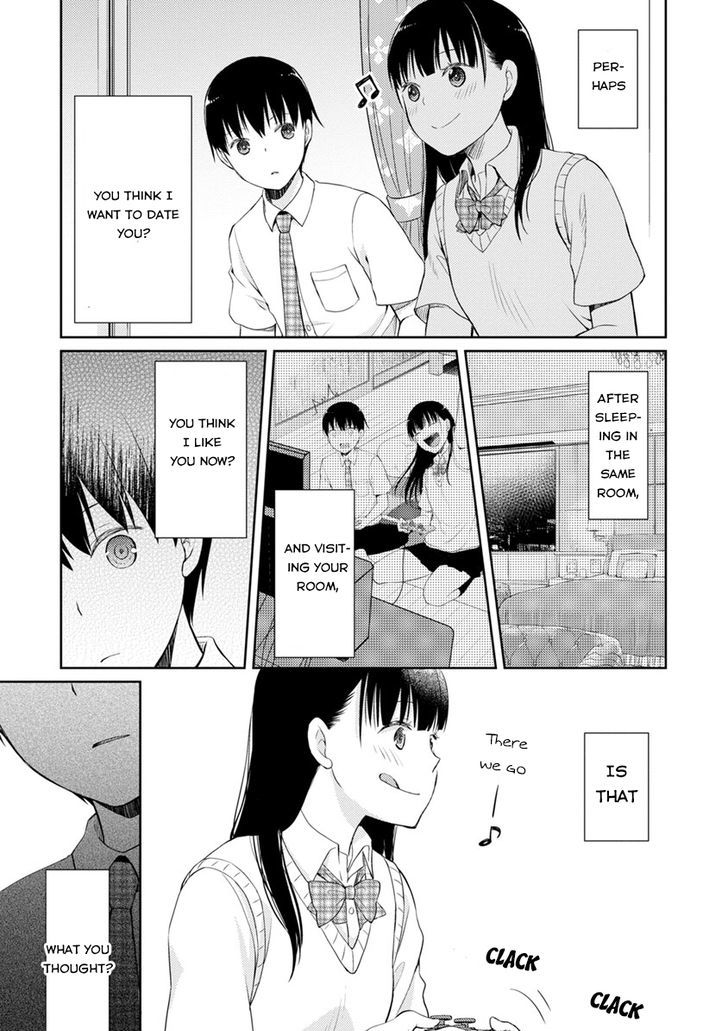 PER-
HAPS
YOU THINK I
WANT TO DATE
YOU?
AFTER
SLEEP-
ING IN
THE
SAME
ROOM,
AND VISIT-
ING YOUR
ROOM,
YOU THINK
I LIKE
YOU NOW?
IS
THAT
There
we go
CLACK
CLACK
WHAT YOU
THOUGHT?